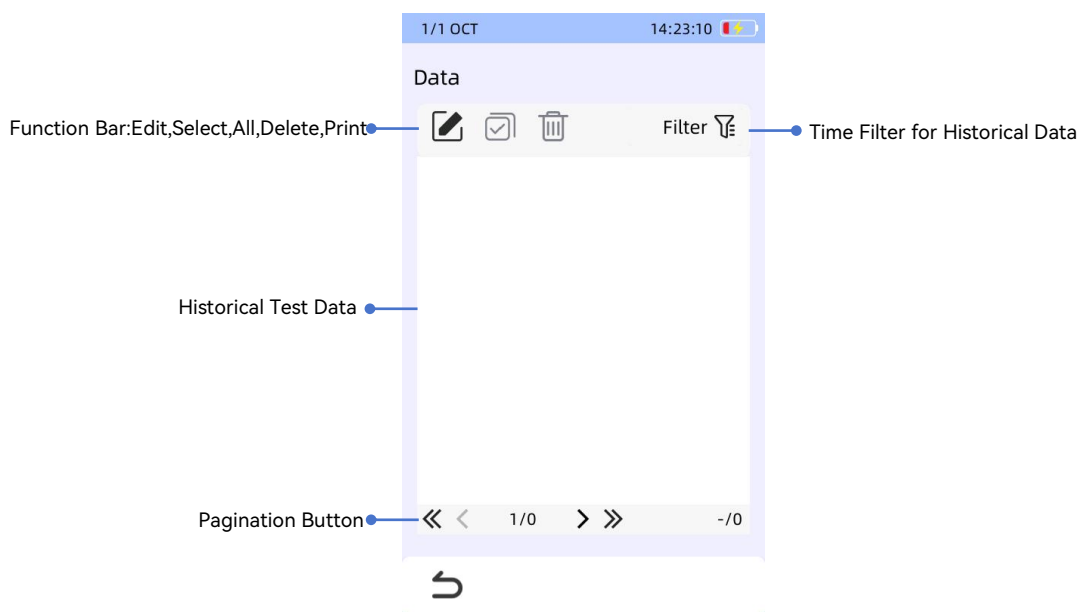 1/1 OCT 14:23:10
Data
Function Bar:Edit,Select,All,Delete,Print
Filter
Time Filter for Historical Data
Historical Test Data
Pagination Button
1/0
-/0